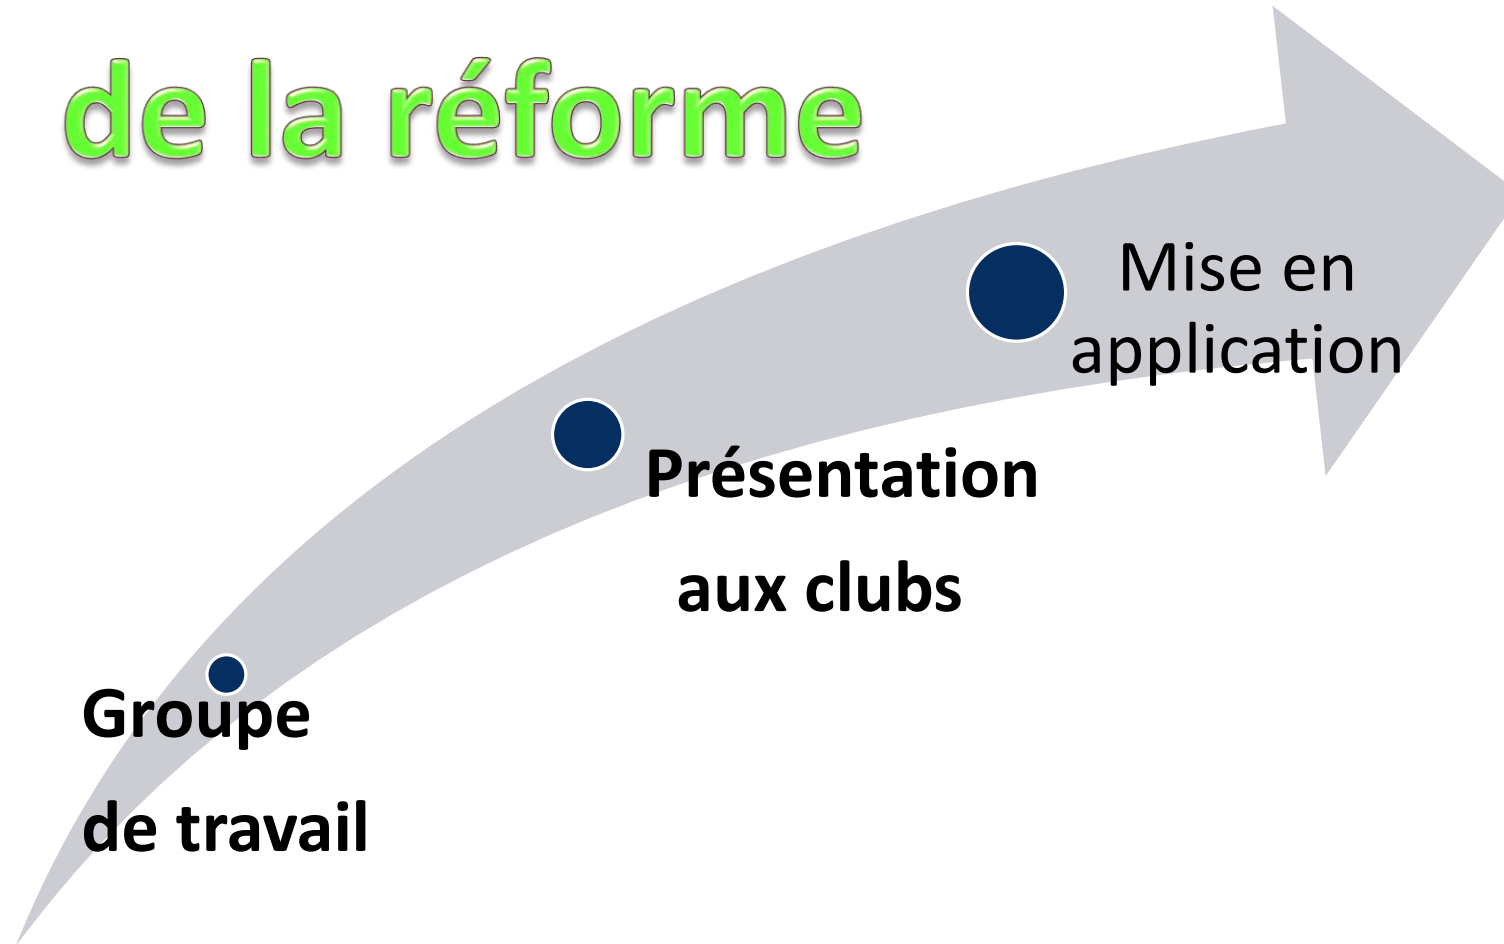 de la réforme
Mise en
application
Présentation
aux clubs
Groupe
de travail